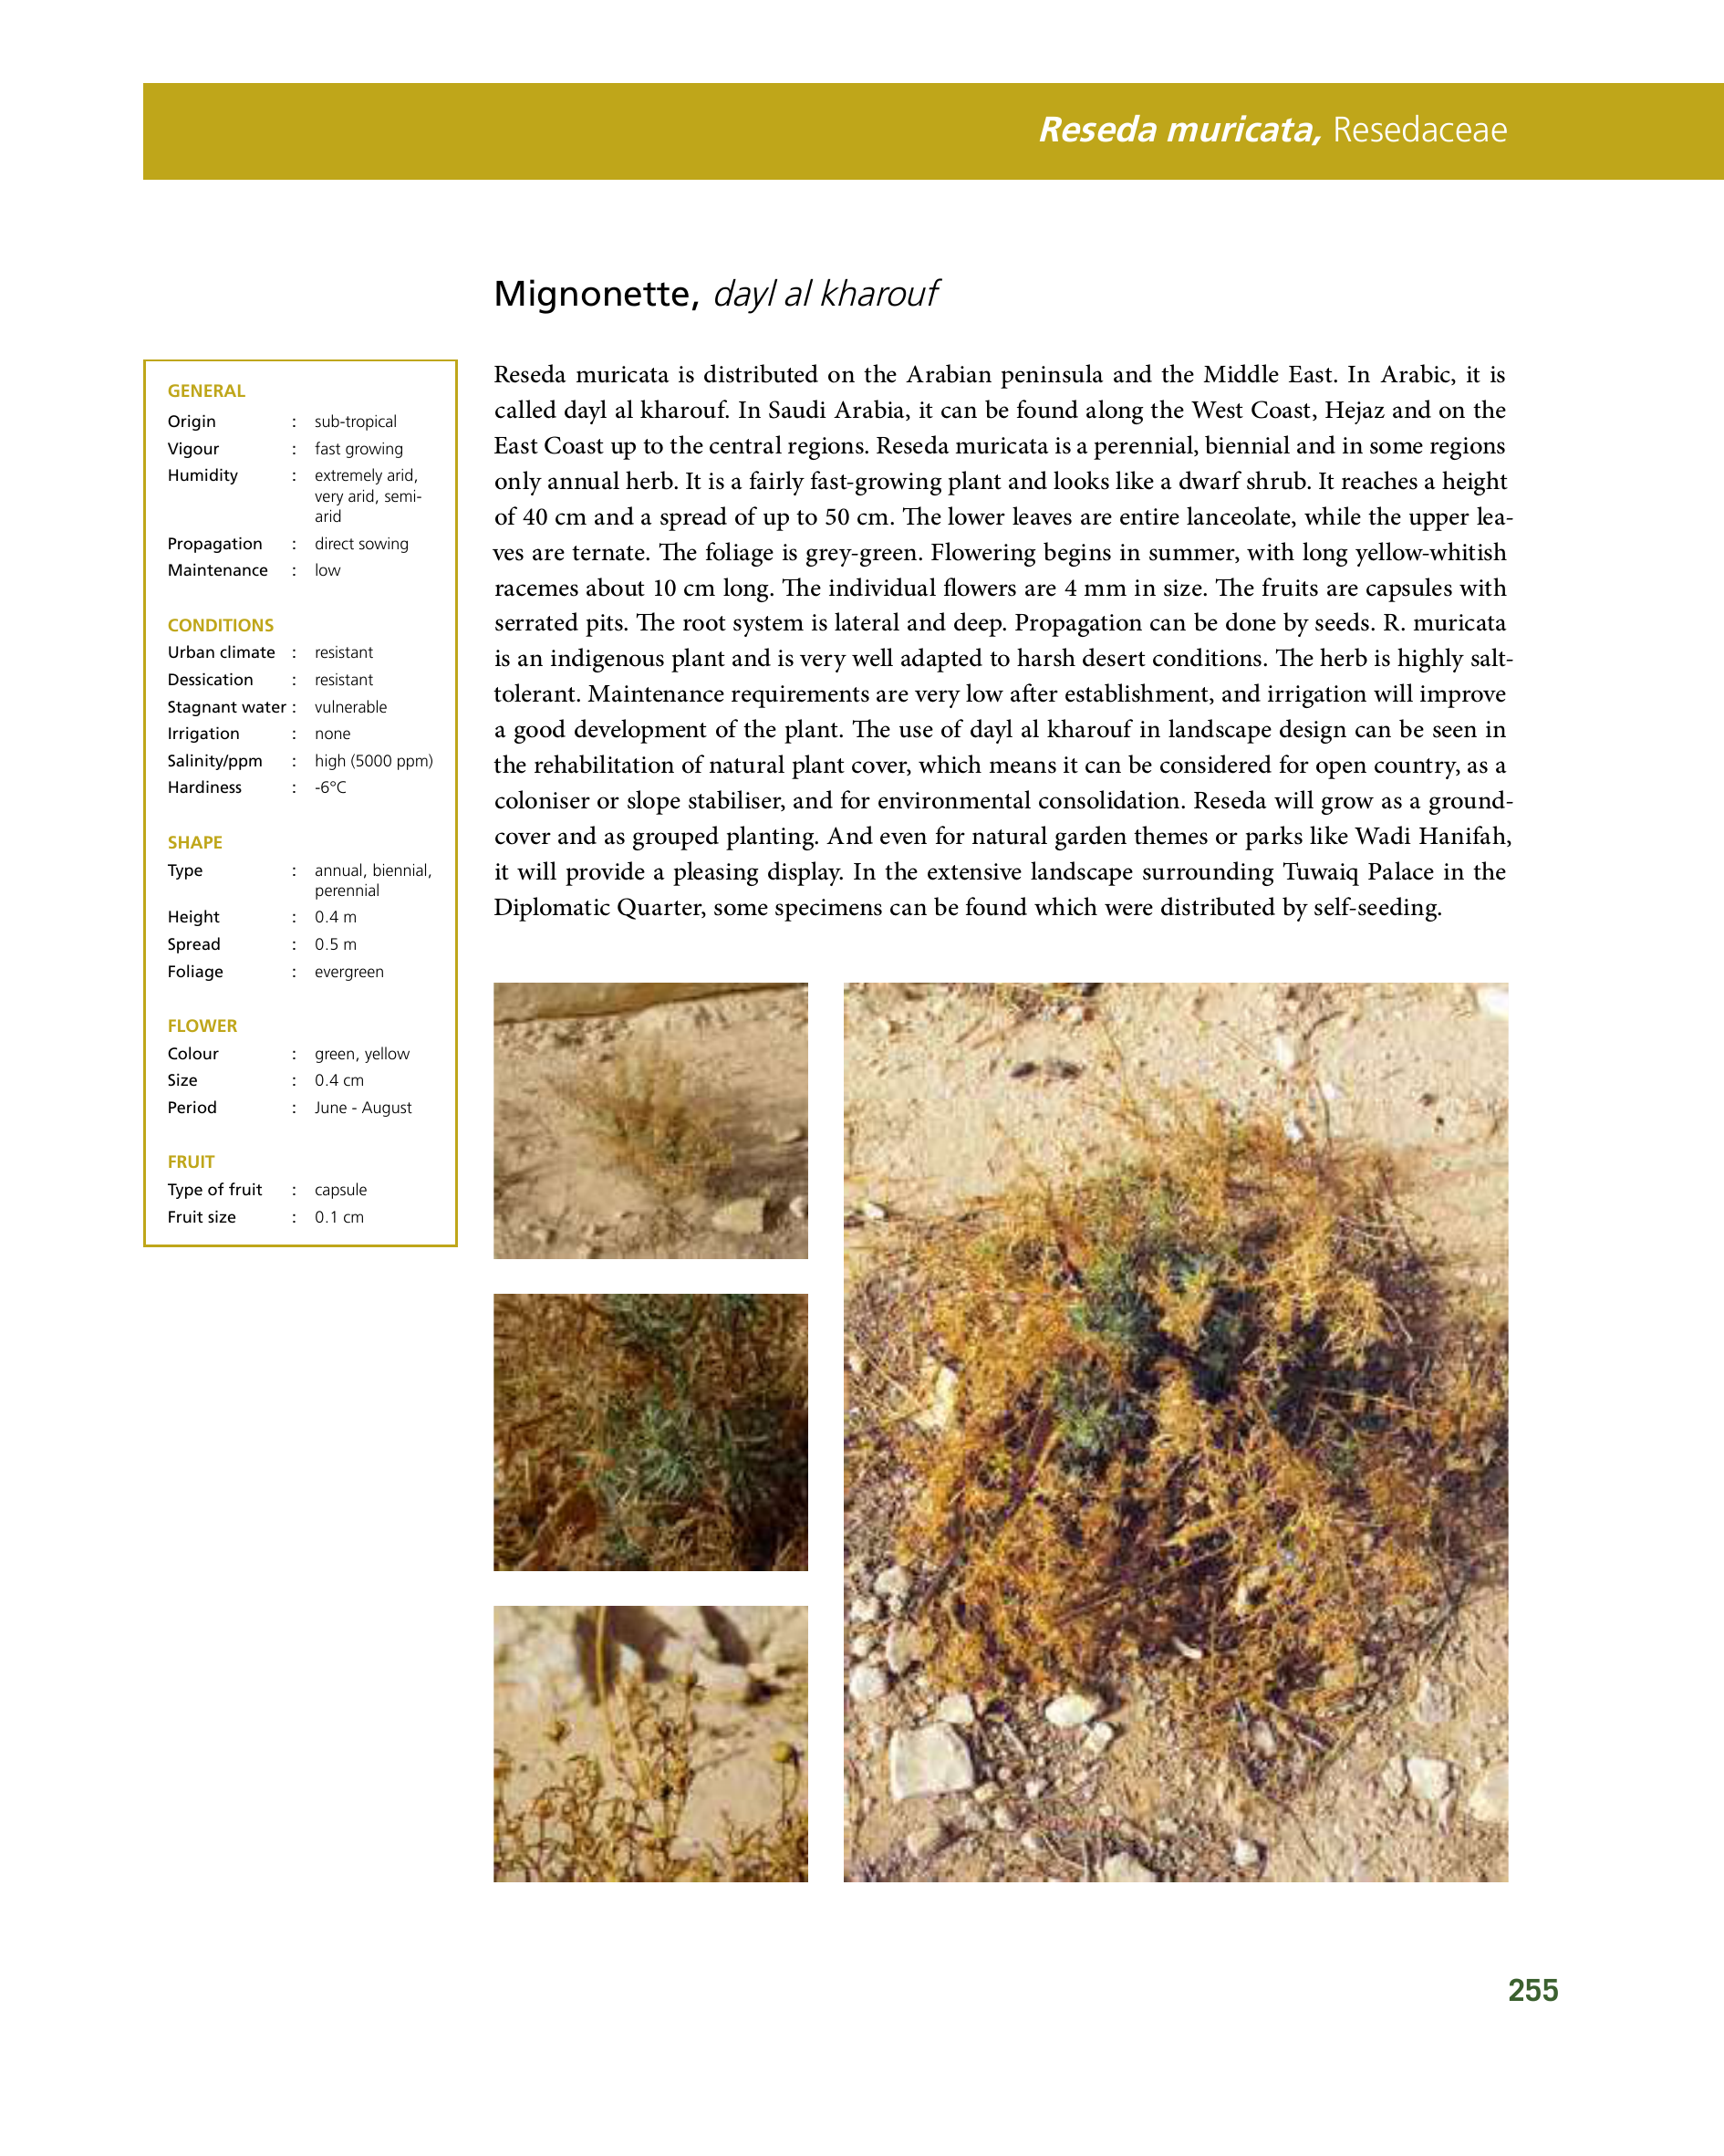 Reseda muricata, Resedaceae
Mignonette, dayl al kharouf
GENERAL
Origin : sub-tropical
Vigour : fast growing
Humidity : extremely arid,
very arid, semi-
arid
Propagation : direct sowing
Maintenance : low
CONDITIONS
Urban climate : resistant
Dessication : resistant
Stagnant water : vulnerable
Irrigation : none
Salinity/ppm : high (5000 ppm)
Hardiness : -6°C
SHAPE
Type : annual, biennial,
perennial
Height : 0.4 m
Spread : 0.5 m
Foliage : evergreen
FLOWER
Colour : green, yellow
Size : 0.4 cm
Period : June - August
FRUIT
Type of fruit : capsule
Fruit size : 0.1 cm
Reseda muricata is distributed on the Arabian peninsula and the Middle East. In Arabic, it is
called dayl al kharouf. In Saudi Arabia, it can be found along the West Coast, Hejaz and on the
East Coast up to the central regions. Reseda muricata is a perennial, biennial and in some regions
only annual herb. It is a fairly fast-growing plant and looks like a dwarf shrub. It reaches a height
of 40 cm and a spread of up to 50 cm. The lower leaves are entire lanceolate, while the upper lea-
ves are ternate. The foliage is grey-green. Flowering begins in summer, with long yellow-whitish
racemes about 10 cm long. The individual flowers are 4 mm in size. The fruits are capsules with
serrated pits. The root system is lateral and deep. Propagation can be done by seeds. R. muricata
is an indigenous plant and is very well adapted to harsh desert conditions. The herb is highly salt-
tolerant. Maintenance requirements are very low after establishment, and irrigation will improve
a good development of the plant. The use of dayl al kharouf in landscape design can be seen in
the rehabilitation of natural plant cover, which means it can be considered for open country, as a
coloniser or slope stabiliser, and for environmental consolidation. Reseda will grow as a ground-
cover and as grouped planting. And even for natural garden themes or parks like Wadi Hanifah,
it will provide a pleasing display. In the extensive landscape surrounding Tuwaiq Palace in the
Diplomatic Quarter, some specimens can be found which were distributed by self-seeding.
255